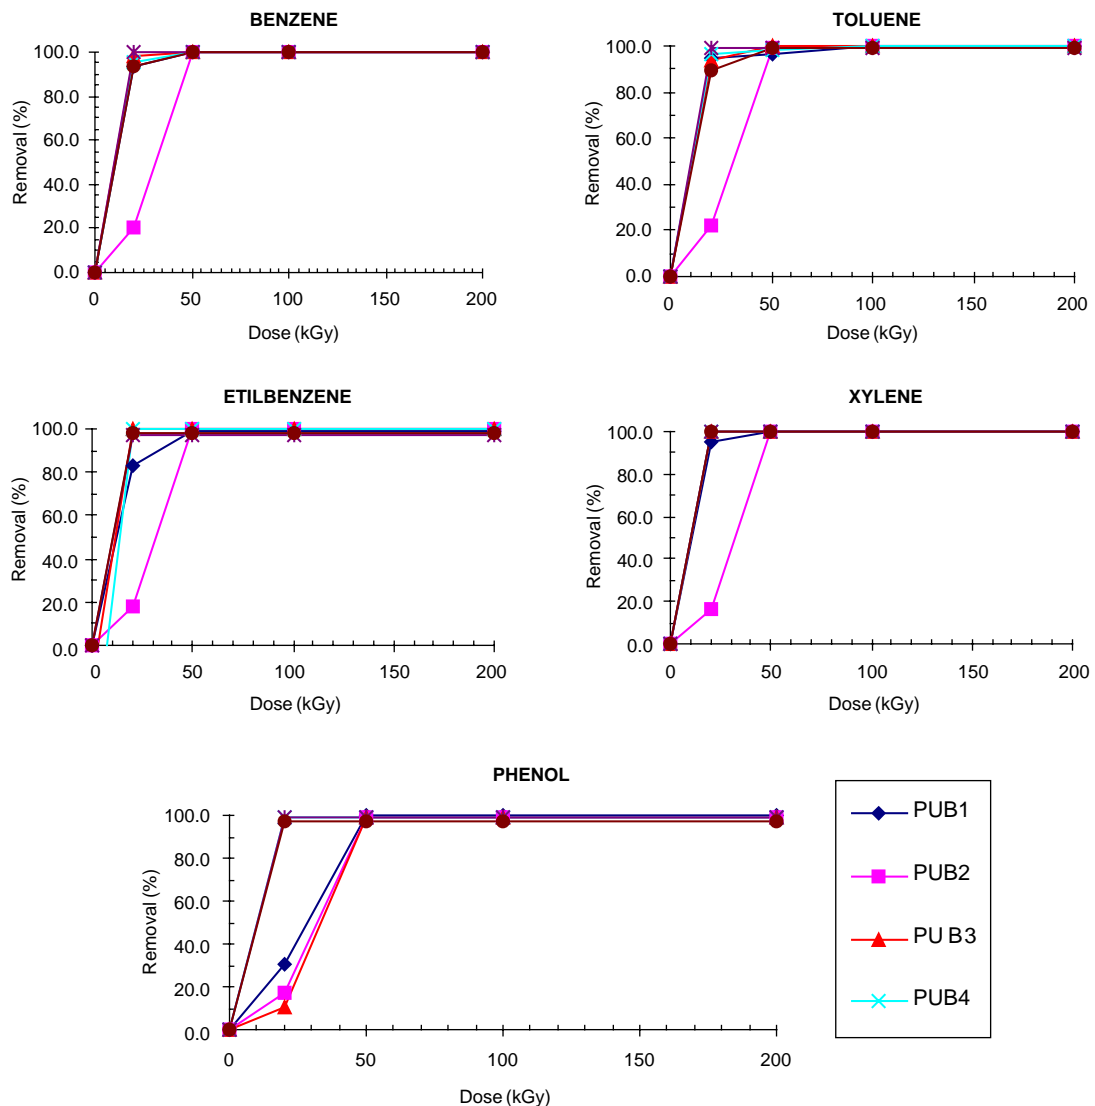 BENZENE
100.0
80.0
60.0
40.0
20.0
0.0
Removal (%)
0 50 100 150 200
Dose (kGy)
TOLUENE
100.0
80.0
60.0
40.0
20.0
0.0
Removal (%)
0 50 100 150 200
Dose (kGy)
ETILBENZENE
100.0
80.0
60.0
40.0
20.0
0.0
Removal (%)
0 50 100 150 200
Dose (kGy)
XYLENE
100.0
80.0
60.0
40.0
20.0
0.0
Removal (%)
0 50 100 150 200
Dose (kGy)
PHENOL
100.0
80.0
60.0
40.0
20.0
0.0
Removal (%)
0 50 100 150 200
Dose (kGy)
PUB1
PUB2
PU B3
PUB4